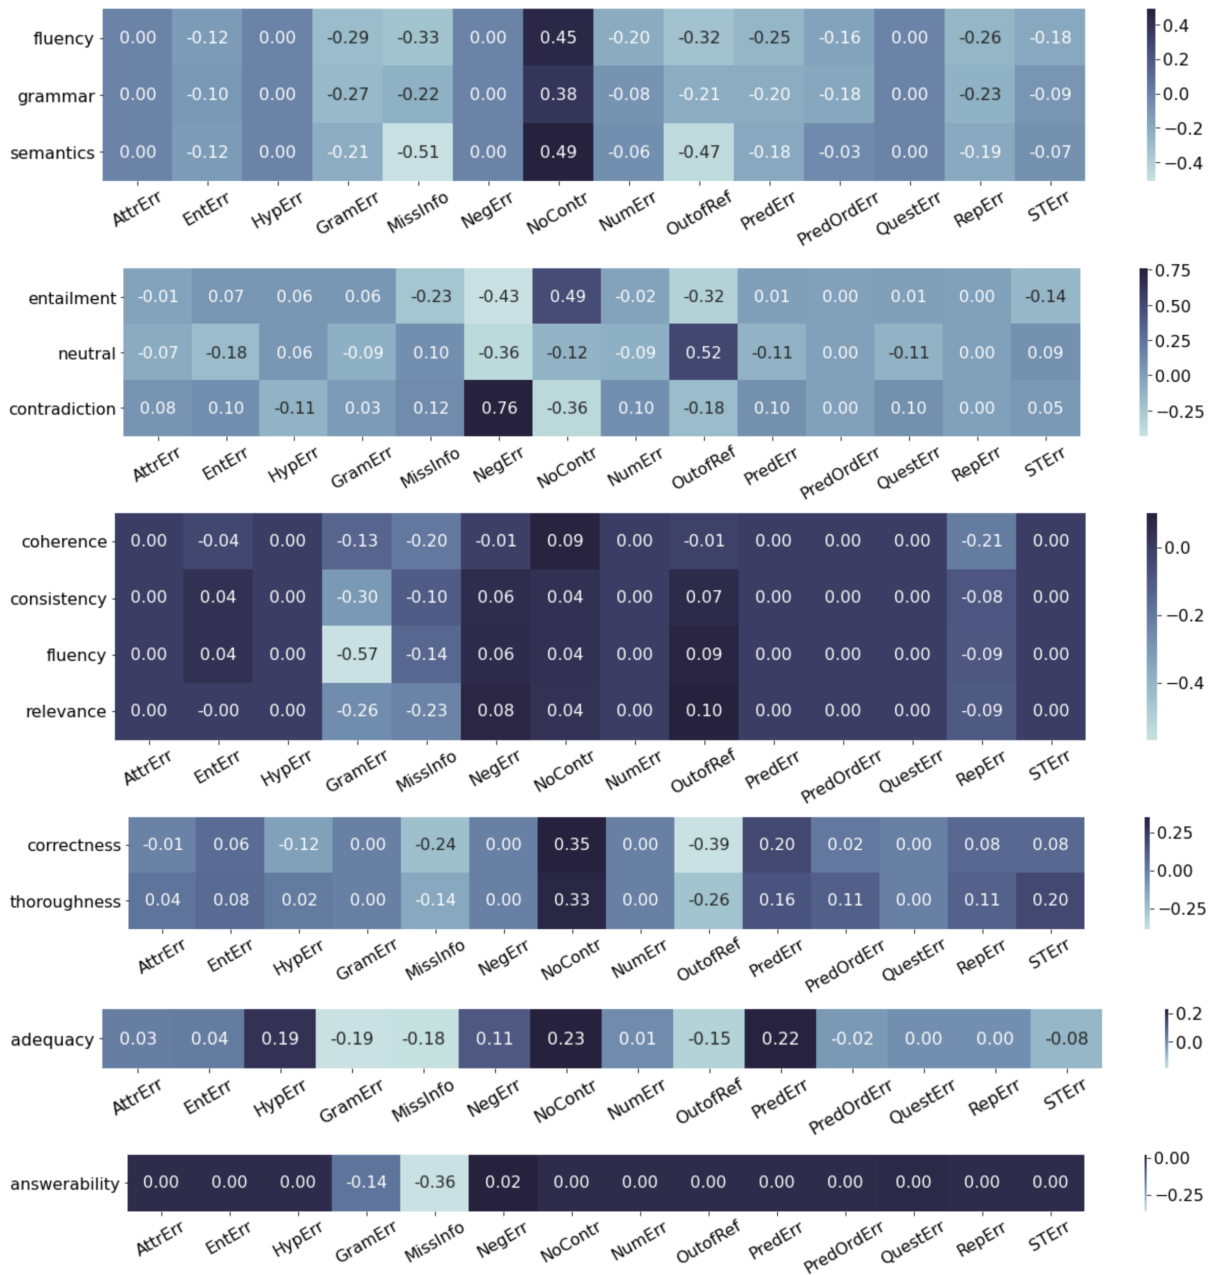 fluency 0.00 -0.12 0.00 -0.29 -0.33 0.00 0.45 -0.20 -0.32 -0.25 -0.16 0.00 -0.26 -0.18
grammar 0.00 -0.10 0.00 -0.27 -0.22 0.00 0.38 -0.08 -0.21 -0.20 -0.18 0.00 -0.23 -0.09
semantics 0.00 -0.12 0.00 -0.21 -0.51 0.00 0.49 -0.06 -0.47 -0.18 -0.03 0.00 -0.19 -0.07
AttrErr EntErr HypErr GramErr MissInfo NegErr NoContr NumErr OutofRef PredErr PredOrdErr QuestErr RepErr STErr
0.4
0.2
0.0
−0.2
−0.4
entailment -0.01 0.07 0.06 0.06 -0.23 -0.43 0.49 -0.02 -0.32 0.01 0.00 0.01 0.00 -0.14
neutral -0.07 -0.18 0.06 -0.09 0.10 -0.36 -0.12 -0.09 0.52 -0.11 0.00 -0.11 0.00 0.09
contradiction 0.08 0.10 -0.11 0.03 0.12 0.76 -0.36 0.10 -0.18 0.10 0.00 0.10 0.00 0.05
AttrErr EntErr HypErr GramErr MissInfo NegErr NoContr NumErr OutofRef PredErr PredOrdErr QuestErr RepErr STErr
0.75
0.50
0.25
0.00
−0.25
coherence 0.00 -0.04 0.00 -0.13 -0.20 -0.01 0.09 0.00 -0.01 0.00 0.00 0.00 -0.21 0.00
consistency 0.00 0.04 0.00 -0.30 -0.10 0.06 0.04 0.00 0.07 0.00 0.00 0.00 -0.08 0.00
fluency 0.00 0.04 0.00 -0.57 -0.14 0.06 0.04 0.00 0.09 0.00 0.00 0.00 -0.09 0.00
relevance 0.00 -0.00 0.00 -0.26 -0.23 0.08 0.04 0.00 0.10 0.00 0.00 0.00 -0.09 0.00
AttrErr EntErr HypErr GramErr MissInfo NegErr NoContr NumErr OutofRef PredErr PredOrdErr QuestErr RepErr STErr
0.0
−0.2
−0.4
correctness -0.01 0.06 -0.12 0.00 -0.24 0.00 0.35 0.00 -0.39 0.20 0.02 0.00 0.08 0.08
thoroughness 0.04 0.08 0.02 0.00 -0.14 0.00 0.33 0.00 -0.26 0.16 0.11 0.00 0.11 0.20
AttrErr EntErr HypErr GramErr MissInfo NegErr NoContr NumErr OutofRef PredErr PredOrdErr QuestErr RepErr STErr
0.25
0.00
−0.25
adequacy 0.03 0.04 0.19 -0.19 -0.18 0.11 0.23 0.01 -0.15 0.22 -0.02 0.00 0.00 -0.08
AttrErr EntErr HypErr GramErr MissInfo NegErr NoContr NumErr OutofRef PredErr PredOrdErr QuestErr RepErr STErr
0.2
0.0
answerability 0.00 0.00 0.00 -0.14 -0.36 0.02 0.00 0.00 0.00 0.00 0.00 0.00 0.00 0.00
AttrErr EntErr HypErr GramErr MissInfo NegErr NoContr NumErr OutofRef PredErr PredOrdErr QuestErr RepErr STErr
0.00
−0.25